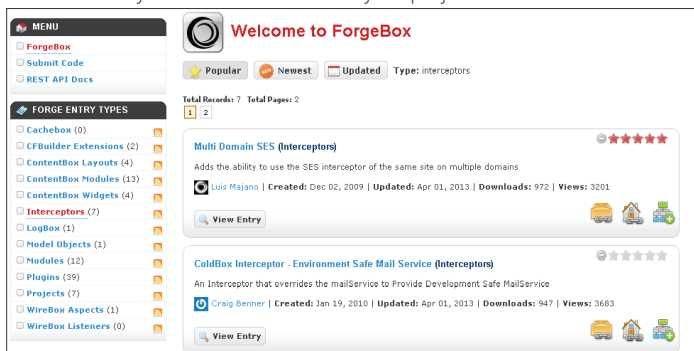 MENU
ForgeBox
Submit Code
REST API Docs
FORGE ENTRY TYPES
Cachebox (0)
CFBuilder Extensions (2)
ContentBox Layouts (4)
ContentBox Modules (13)
ContentBox Widgets (4)
Interceptors (7)
LogBox (1)
Model Objects (1)
Modules (12)
Plugins (39)
Projects (7)
WireBox Aspects (1)
WireBox Listeners (0)
Welcome to ForgeBox
Popular NEW Newest Updated Type: interceptors
Total Records: 7 Total Pages: 2
1 2
Multi Domain SES (Interceptors)
Adds the ability to use the SES interceptor of the same site on multiple domains
Luis Majano | Created: Dec 02, 2009 | Updated: Apr 01, 2013 | Downloads: 972 | Views: 3201
View Entry
ColdBox Interceptor - Environment Safe Mail Service (Interceptors)
An Interceptor that overrides the mailService to Provide Development Safe MailService
Craig Benner | Created: Jan 19, 2010 | Updated: Apr 01, 2013 | Downloads: 947 | Views: 3683
View Entry